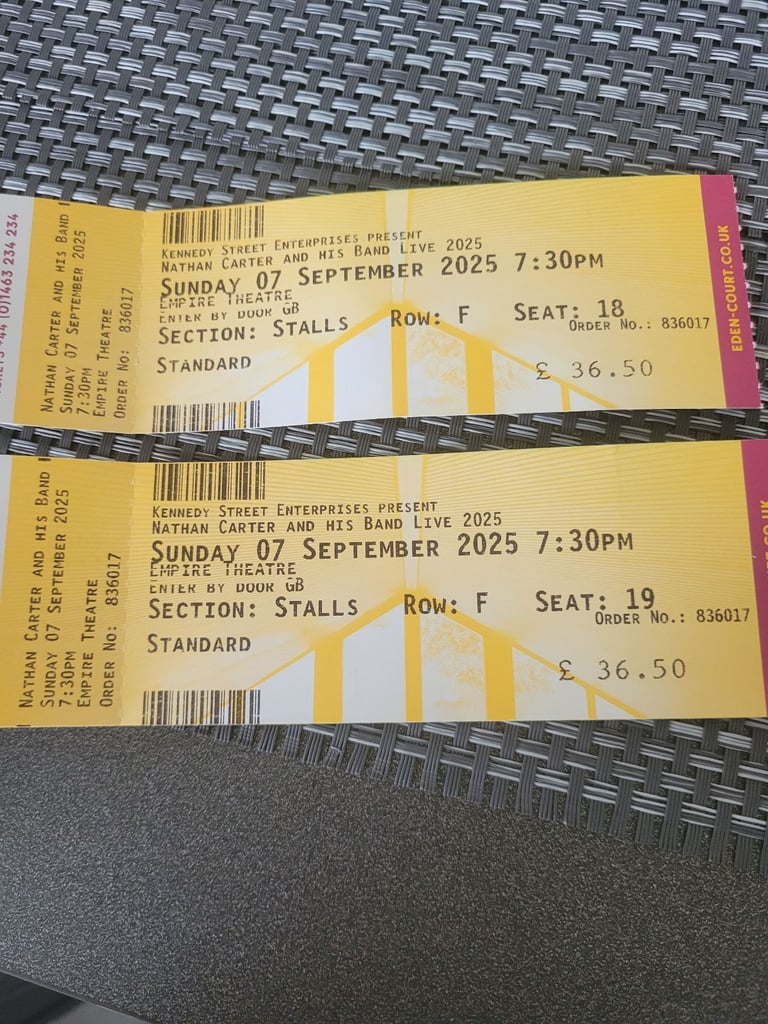 +44 (0)1463 234 234
NATHAN CARTER AND HIS BAND
SUNDAY 07 SEPTEMBER 2025
7:30PM
EMPIRE THEATRE
ORDER NO: 836017
KENNEDY STREET ENTERPRISES PRESENT
NATHAN CARTER AND HIS BAND LIVE 2025
SUNDAY 07 SEPTEMBER 2025 7:30PM
EMPIRE THEATRE
ENTER BY DOOR GB
SECTION: STALLS ROW: F SEAT: 18
ORDER NO.: 836017
STANDARD
£ 36.50
EDEN-COURT.CO.UK
NATHAN CARTER AND HIS BAND
SUNDAY 07 SEPTEMBER 2025
7:30PM
EMPIRE THEATRE
ORDER NO: 836017
KENNEDY STREET ENTERPRISES PRESENT
NATHAN CARTER AND HIS BAND LIVE 2025
SUNDAY 07 SEPTEMBER 2025 7:30PM
EMPIRE THEATRE
ENTER BY DOOR GB
SECTION: STALLS ROW: F SEAT: 19
ORDER NO.: 836017
STANDARD
£ 36.50